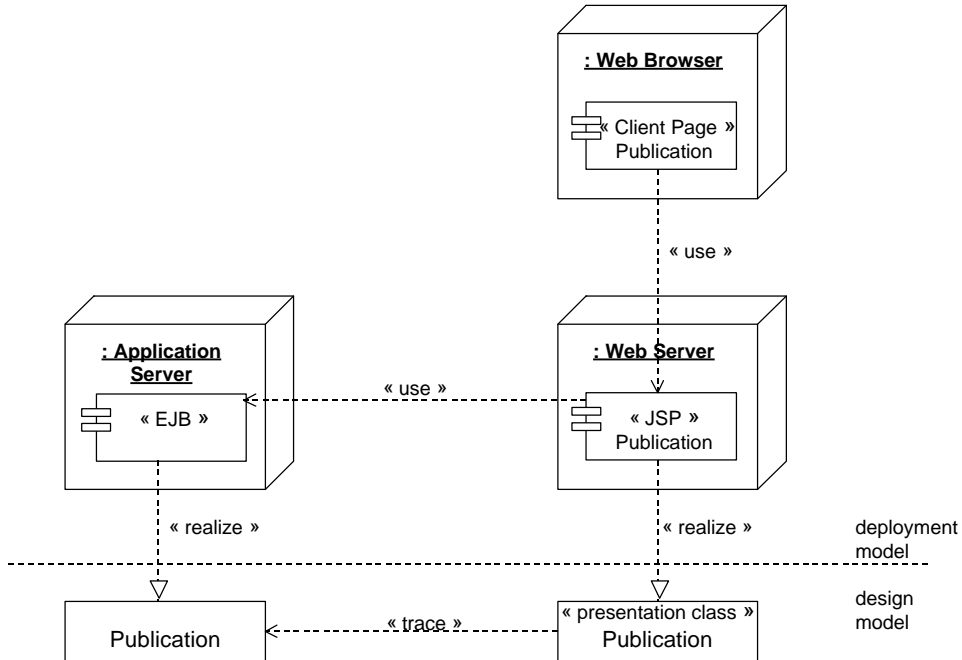 : Web Browser
« Client Page »
Publication
« use »
: Application
Server
« EJB »
« use »
: Web Server
« JSP »
Publication
« realize »
« realize »
deployment
model
design
model
Publication
« trace »
« presentation class »
Publication